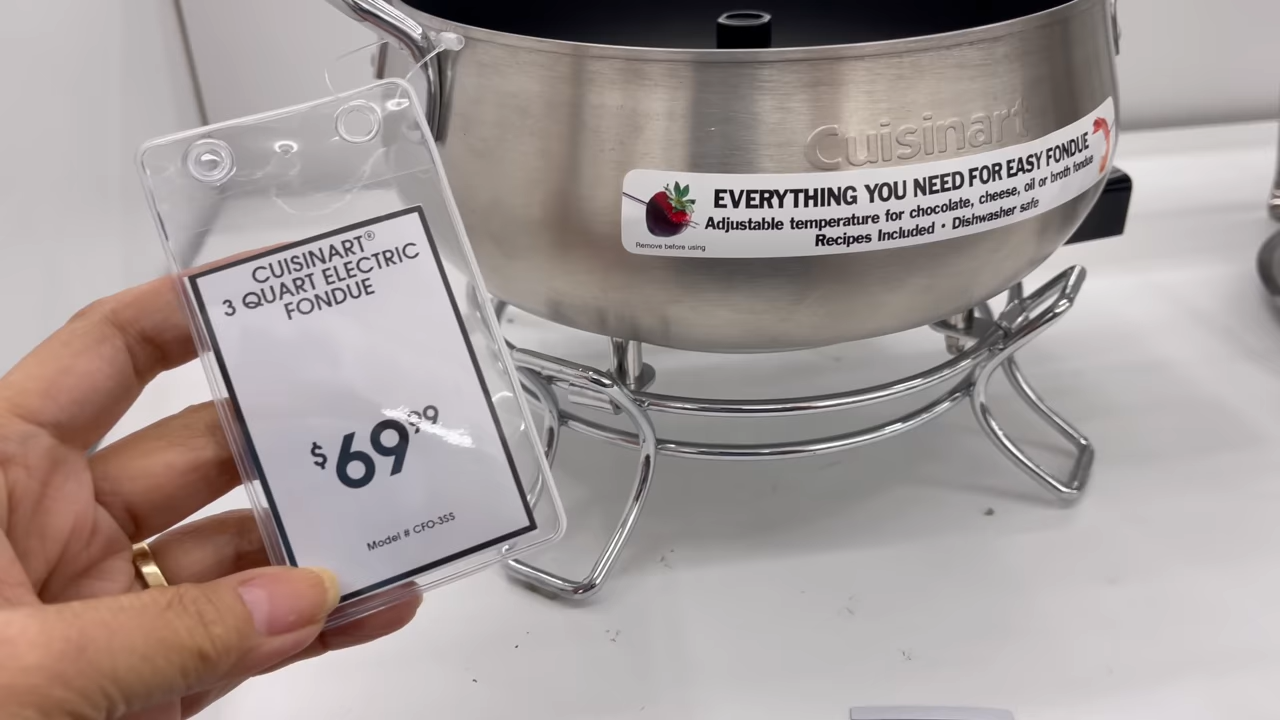 CUISINART®
3 QUART ELECTRIC
FONDUE
$69.99
Model # CFO-3SS
Cuisinart
EVERYTHING YOU NEED FOR EASY FONDUE
Adjustable temperature for chocolate, cheese, oil or broth fondue
Recipes Included • Dishwasher safe
Remove before using